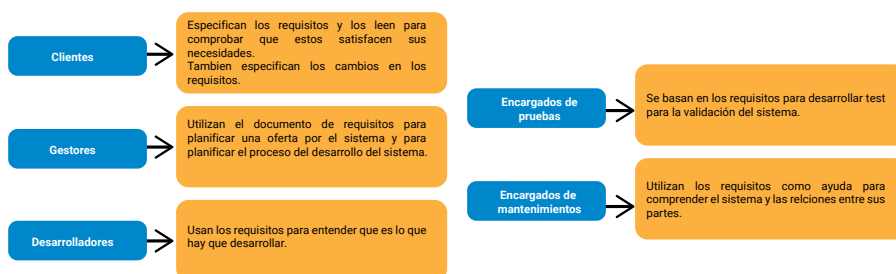 Clientes
Especifican los requisitos y los leen para
comprobar que estos satisfacen sus
necesidades.
Tambien especifican los cambios en los
requisitos.
Gestores
Utilizan el documento de requisitos para
planificar una oferta por el sistema y para
planificar el proceso del desarrollo del sistema.
Desarrolladores
Usan los requisitos para entender que es lo que
hay que desarrollar.
Encargados de
pruebas
Se basan en los requisitos para desarrollar test
para la validación del sistema.
Encargados de
mantenimientos
Utilizan los requisitos como ayuda para
comprender el sistema y las relciones entre sus
partes.